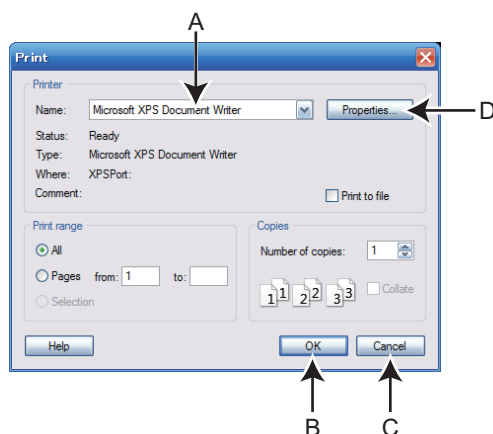 A
Print
Printer
Name: Microsoft XPS Document Writer Properties... D
Status: Ready
Type: Microsoft XPS Document Writer
Where: XPSPort:
Comment: Print to file
Print range
All
Pages from: 1 to:
Selection
Copies
Number of copies: 1
1 1 2 2 3 3 Collate
Help OK Cancel
B C